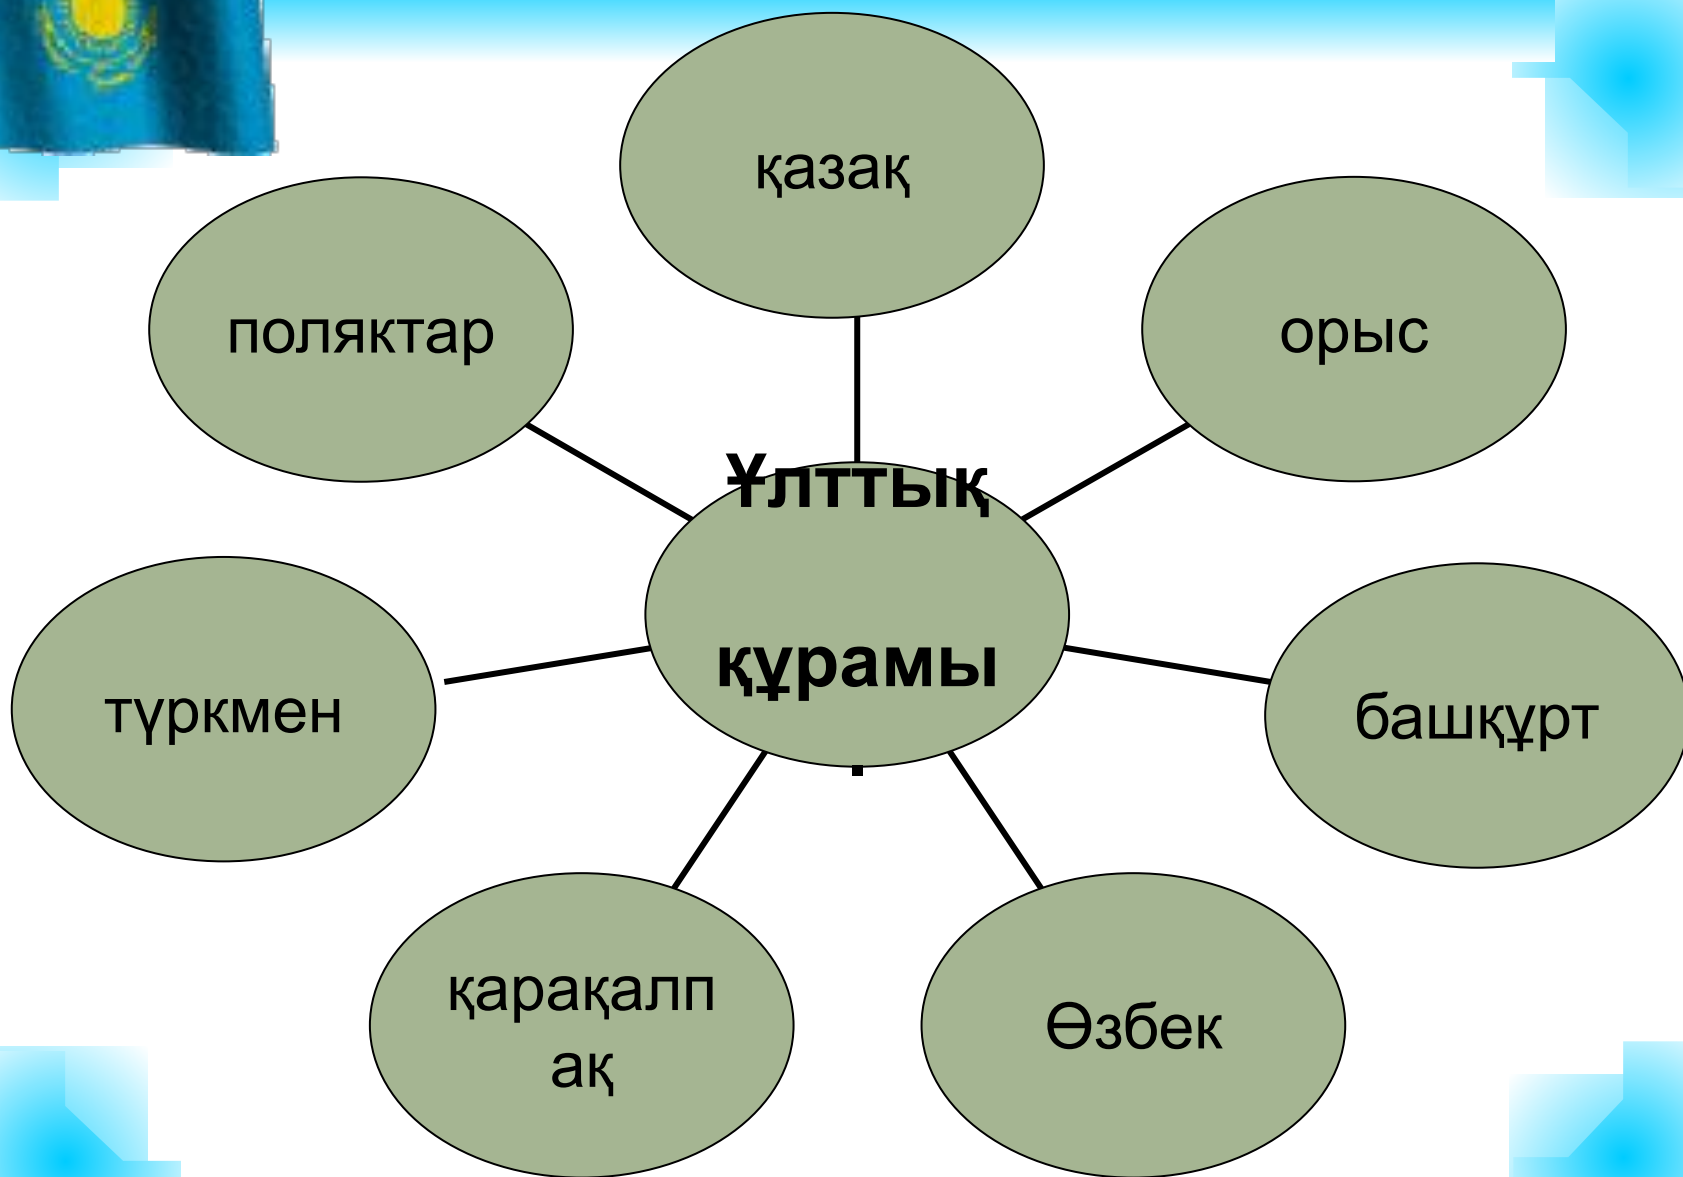 қазақ
поляктар
орыс
Ұлттық
құрамы
.
түркмен
башқұрт
қарақалп
ақ
Өзбек